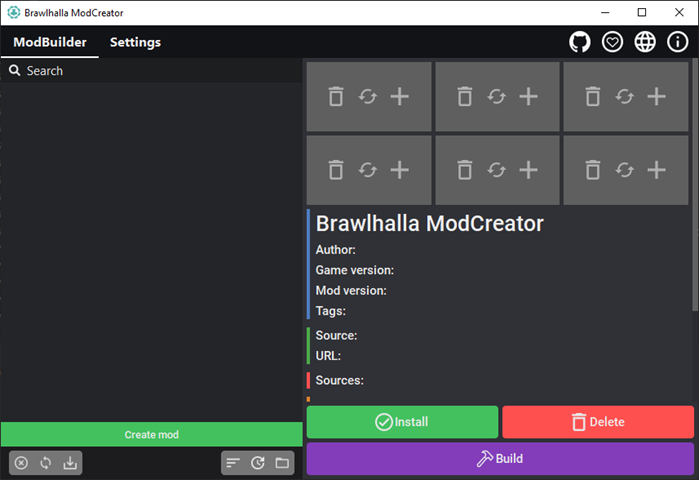 Brawlhalla ModCreator
ModBuilder Settings
Search
Brawlhalla ModCreator
Author:
Game version:
Mod version:
Tags:
Source:
URL:
Sources:
Install Delete
Create mod
Build